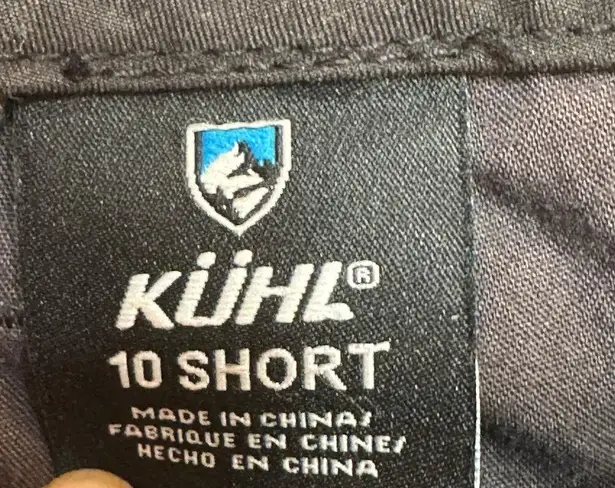 KÜHL®
10 SHORT
MADE IN CHINA/
FABRIQUE EN CHINE/
HECHO EN CHINA